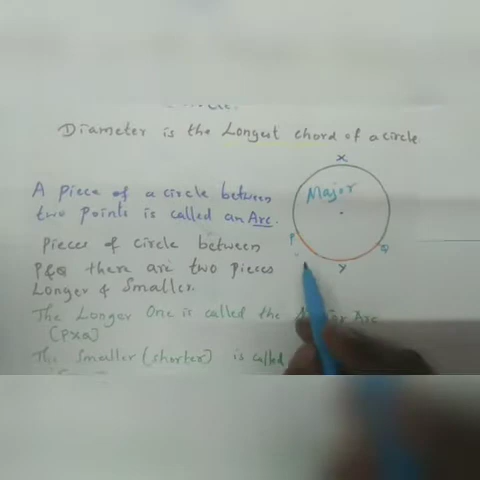 Diameter is the Longest chord of a circle
X
Major
A piece of a circle between
two points is called an Arc.
P
Q
Pieces of circle between
P&Q there are two pieces
Y
Longer & Smaller.
The Longer One is called the Arc
(PXQ)
The Smaller (shorter) is called